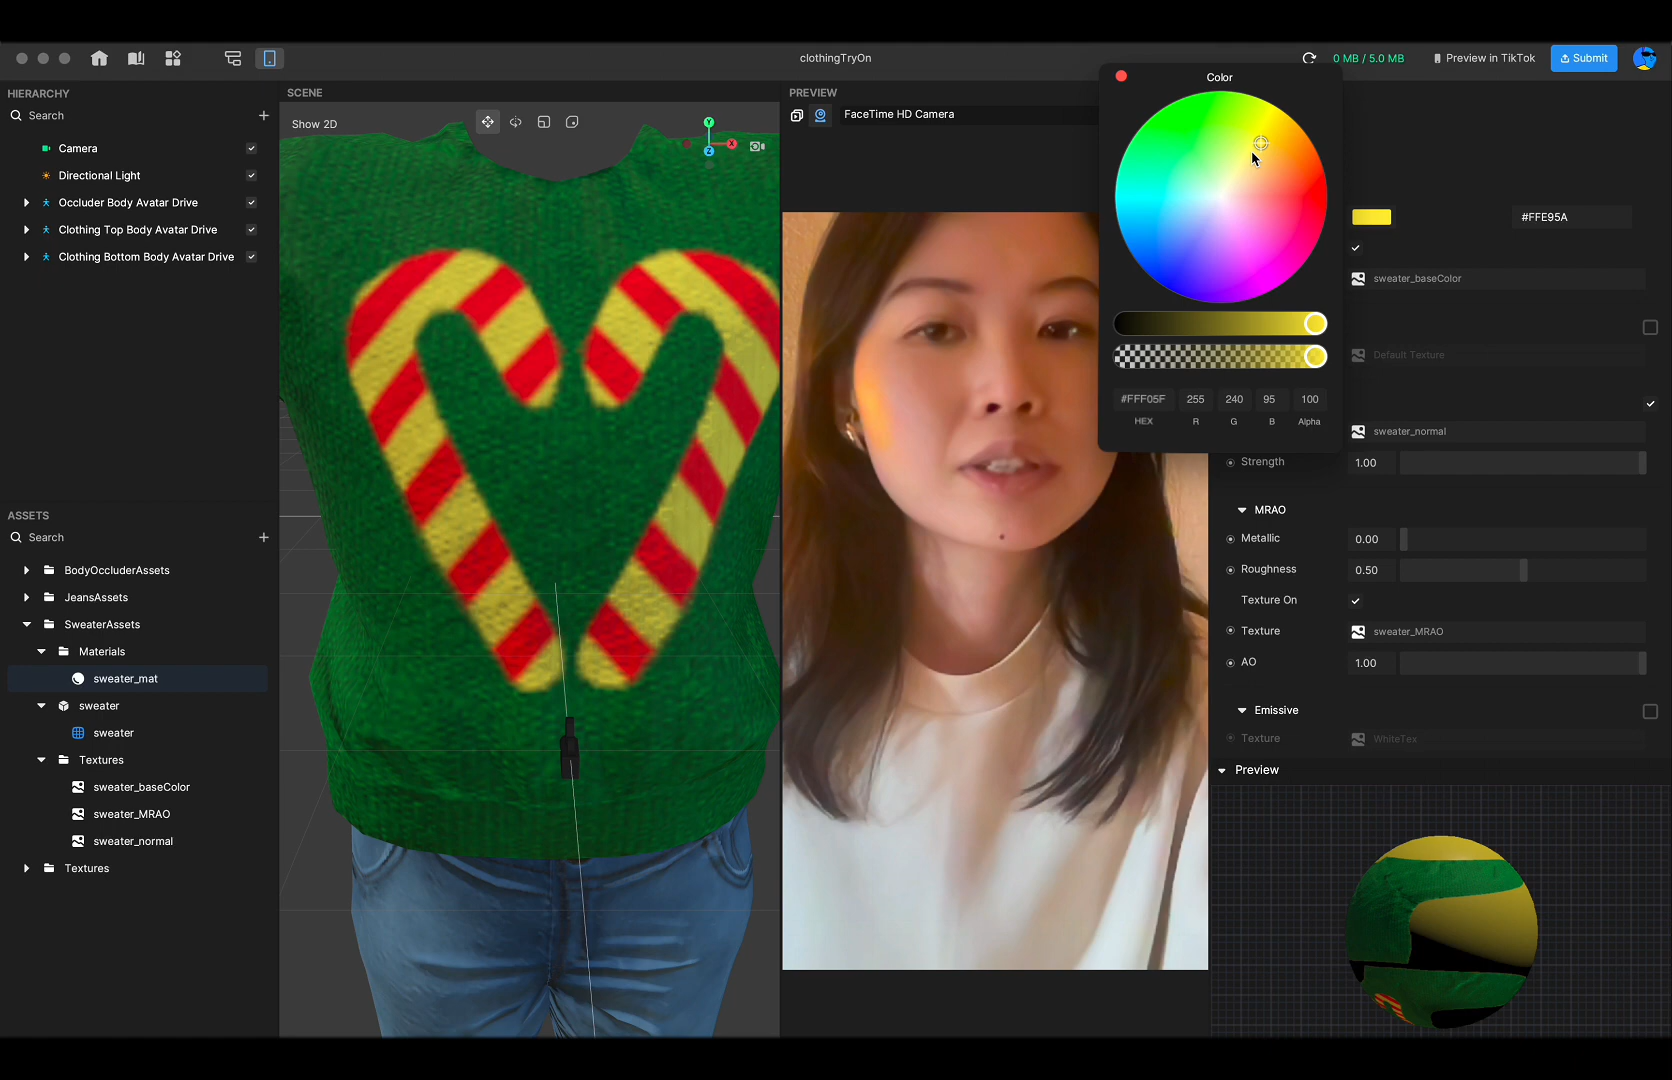 clothingTryOn
0 MB / 5.0 MB
Preview in TikTok
Submit
HIERARCHY
Search
Camera
Directional Light
Occluder Body Avatar Drive
Clothing Top Body Avatar Drive
Clothing Bottom Body Avatar Drive
ASSETS
Search
BodyOccluderAssets
JeansAssets
SweaterAssets
Materials
sweater_mat
sweater
sweater
Textures
sweater_baseColor
sweater_MRAO
sweater_normal
Textures
SCENE
Show 2D
Y
X
Z
PREVIEW
FaceTime HD Camera
Color
#FFF05F 255 240 95 100
HEX R G B Alpha
#FFE95A
sweater_baseColor
Default Texture
sweater_normal
Strength 1.00
MRAO
Metallic 0.00
Roughness 0.50
Texture On
Texture sweater_MRAO
AO 1.00
Emissive
Texture WhiteTex
Preview